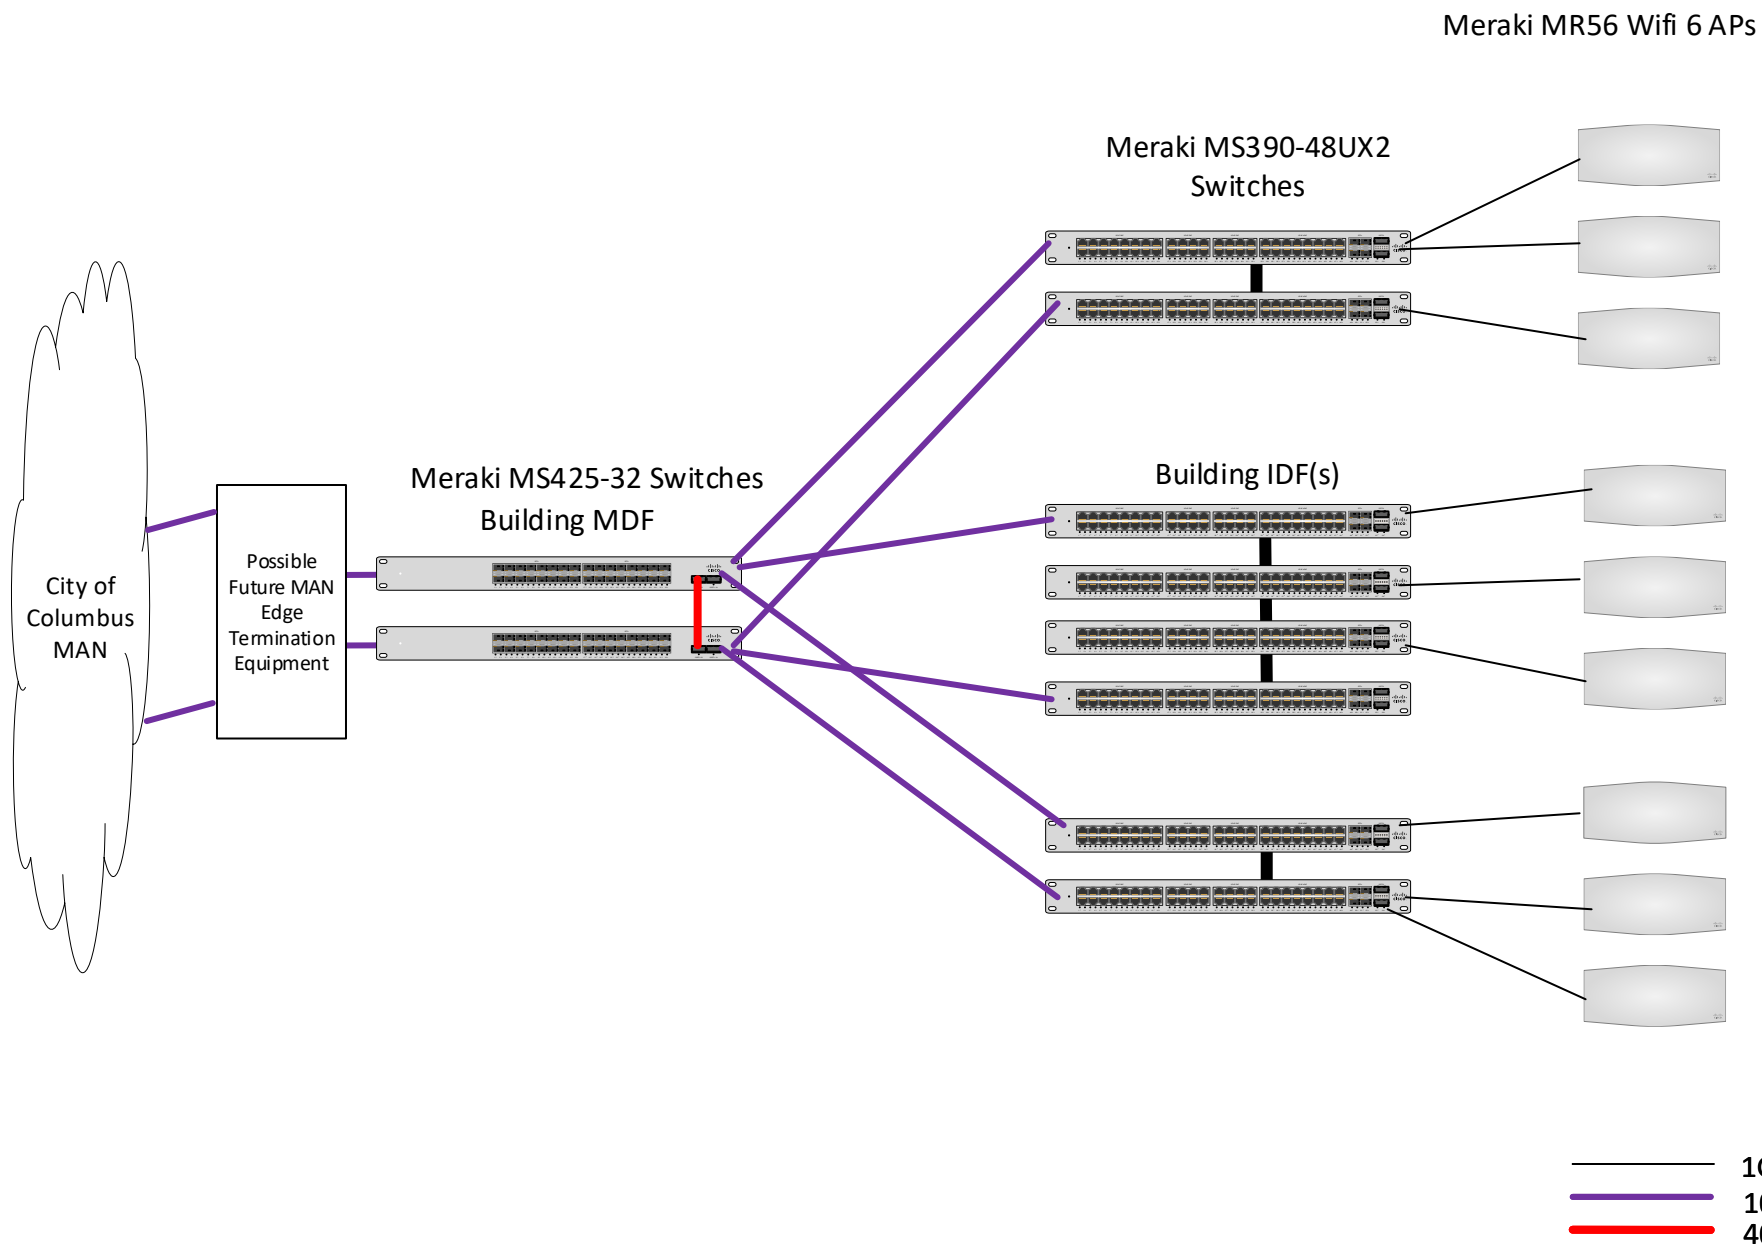 Meraki MR56 Wifi 6 APs
Meraki MS390-48UX2
Switches
Meraki MS425-32 Switches
Building MDF
Building IDF(s)
Possible
Future MAN
Edge
Termination
Equipment
City of
Columbus
MAN